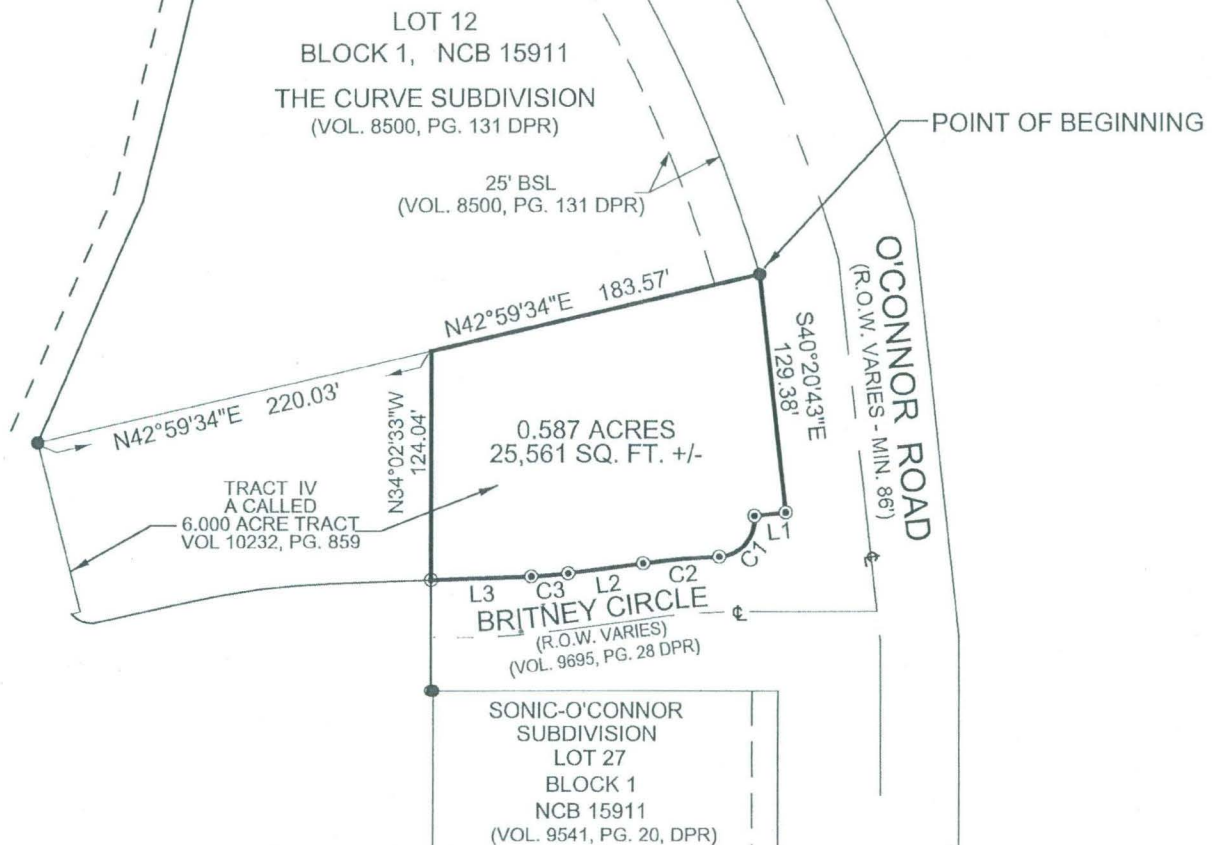 LOT 12
BLOCK 1, NCB 15911
THE CURVE SUBDIVISION
(VOL. 8500, PG. 131 DPR)
POINT OF BEGINNING
25' BSL
(VOL. 8500, PG. 131 DPR)
N42°59'34"E 183.57'
O'CONNOR ROAD
(R.O.W. VARIES - MIN. 86')
S40°20'43"E
129.38'
N42°59'34"E 220.03'
N34°02'33"W
124.04'
0.587 ACRES
25,561 SQ. FT. +/-
TRACT IV
A CALLED
6.000 ACRE TRACT
VOL 10232, PG. 859
L1
C1
C2
L2
C3
L3
BRITNEY CIRCLE
(R.O.W. VARIES)
(VOL. 9695, PG. 28 DPR)
SONIC-O'CONNOR
SUBDIVISION
LOT 27
BLOCK 1
NCB 15911
(VOL. 9541, PG. 20, DPR)